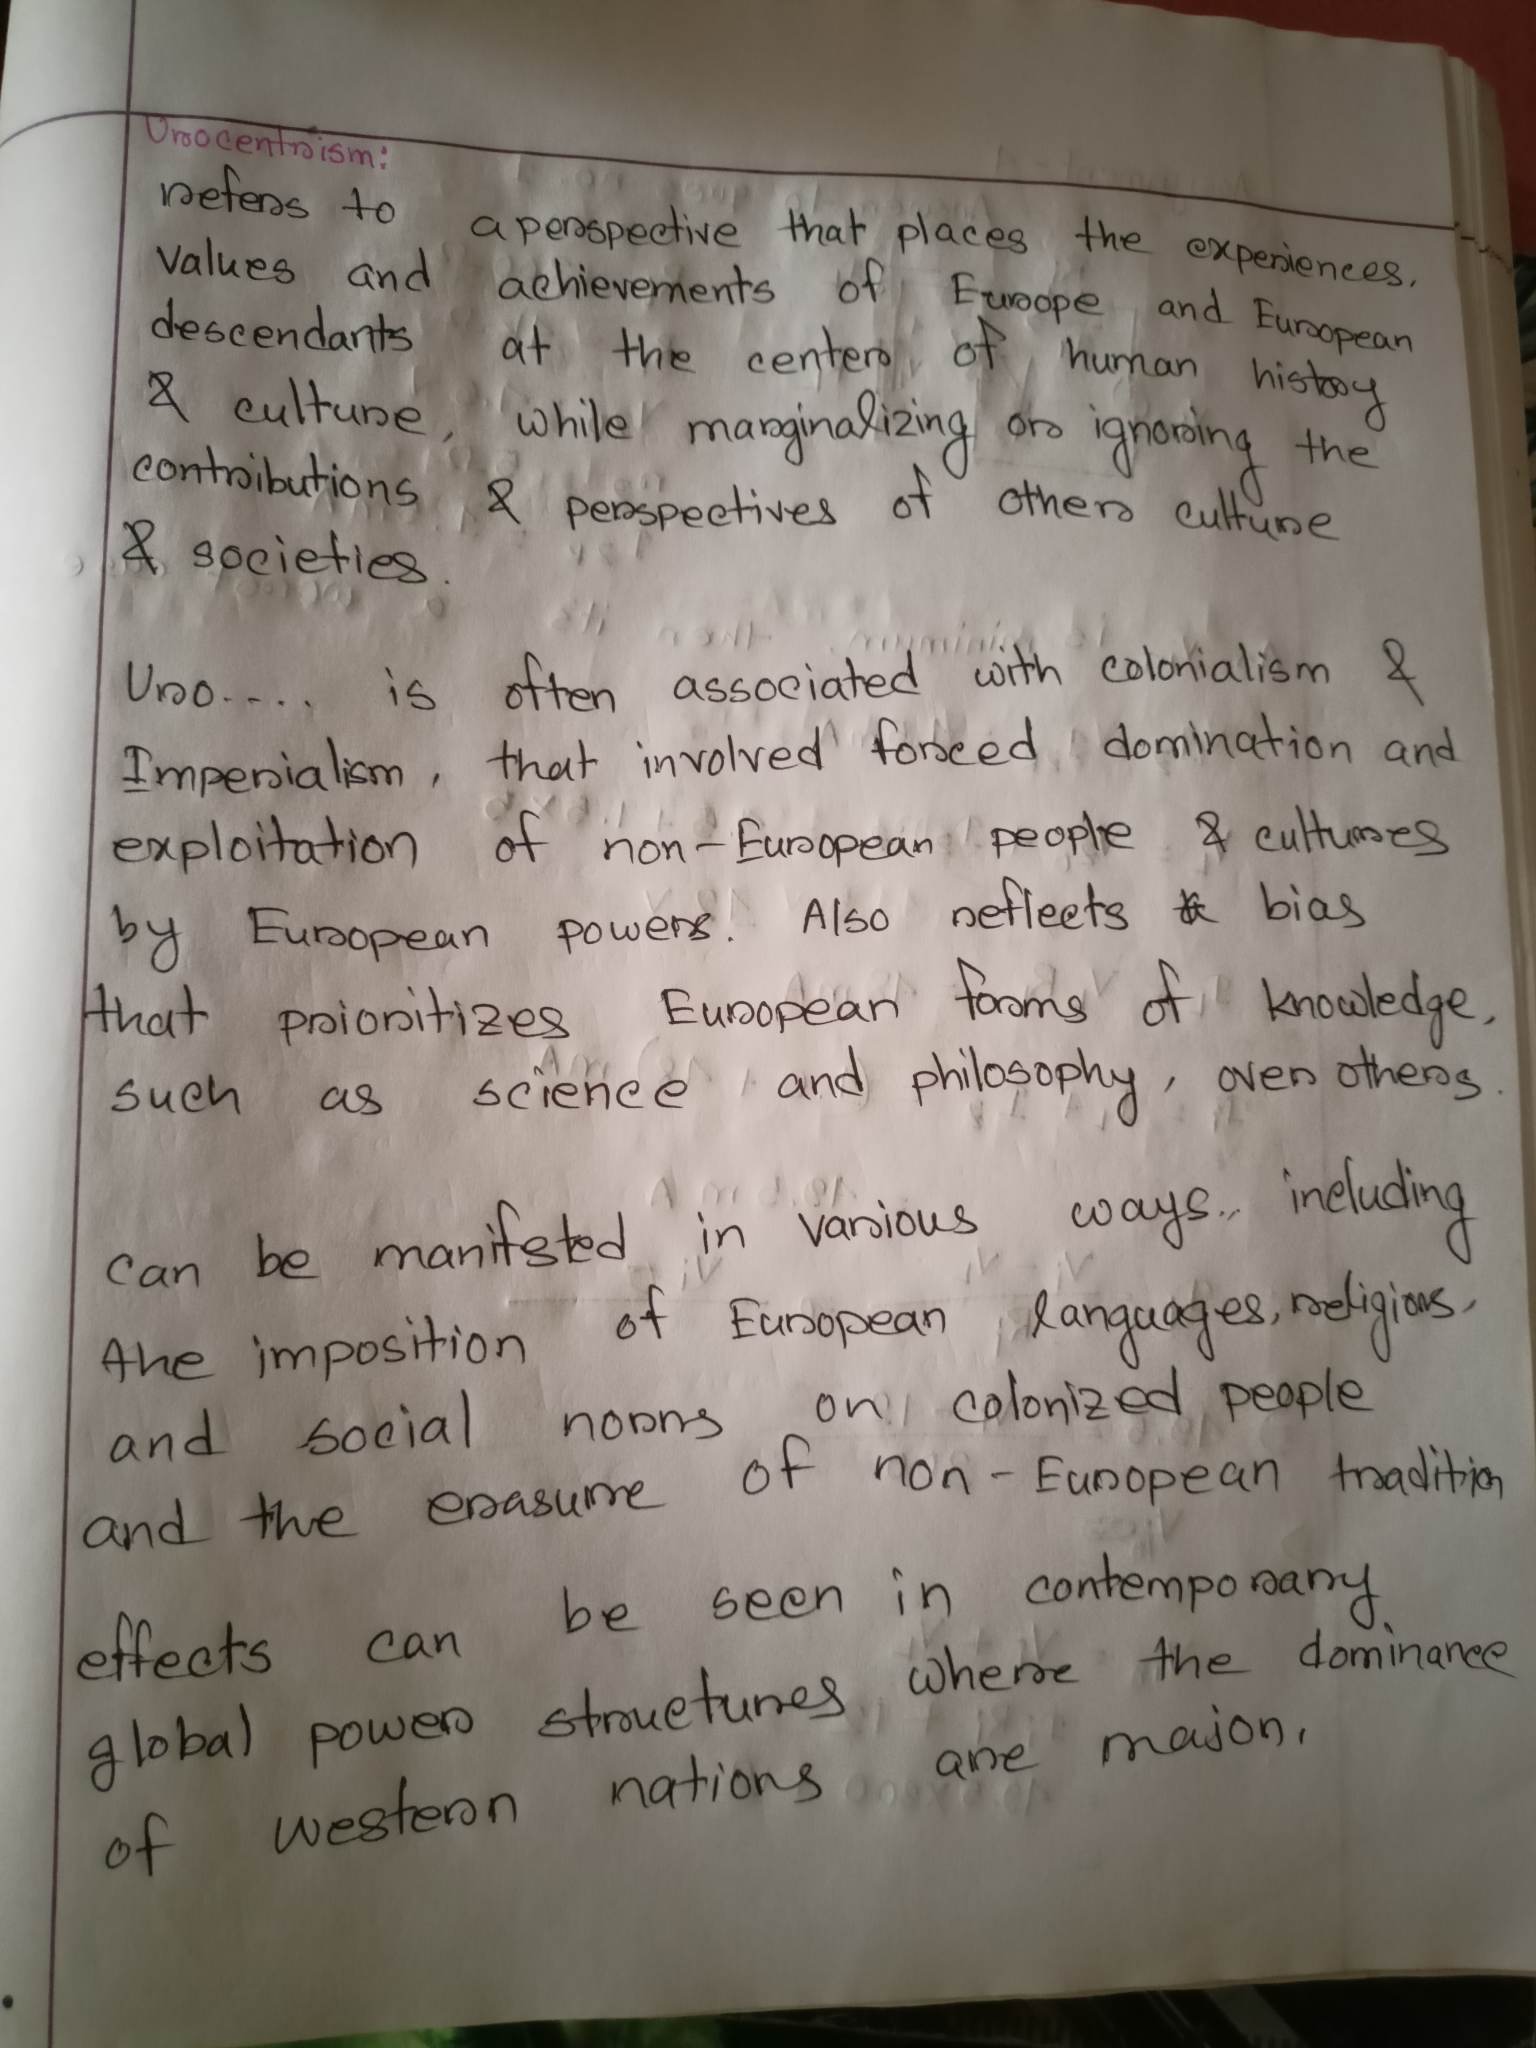 Urocentrism:
refers to a perspective that places the experiences,
values and achievements of Europe and European
descendants at the center of human history
& culture, while marginalizing or ignoring the
contributions & perspectives of other culture
& societies.
Uro.... is often associated with colonialism &
Imperialism, that involved forced domination and
exploitation of non-European people & cultures
by European powers. Also reflects bias
that prioritizes European forms of knowledge,
such as science and philosophy, over others.
can be manifsted in various ways, including
the imposition of European languages, religions,
and social norms on colonized people
and the erasure of non-European tradition
effects can be seen in contemporary
global power structures where the dominance
of western nations are major.